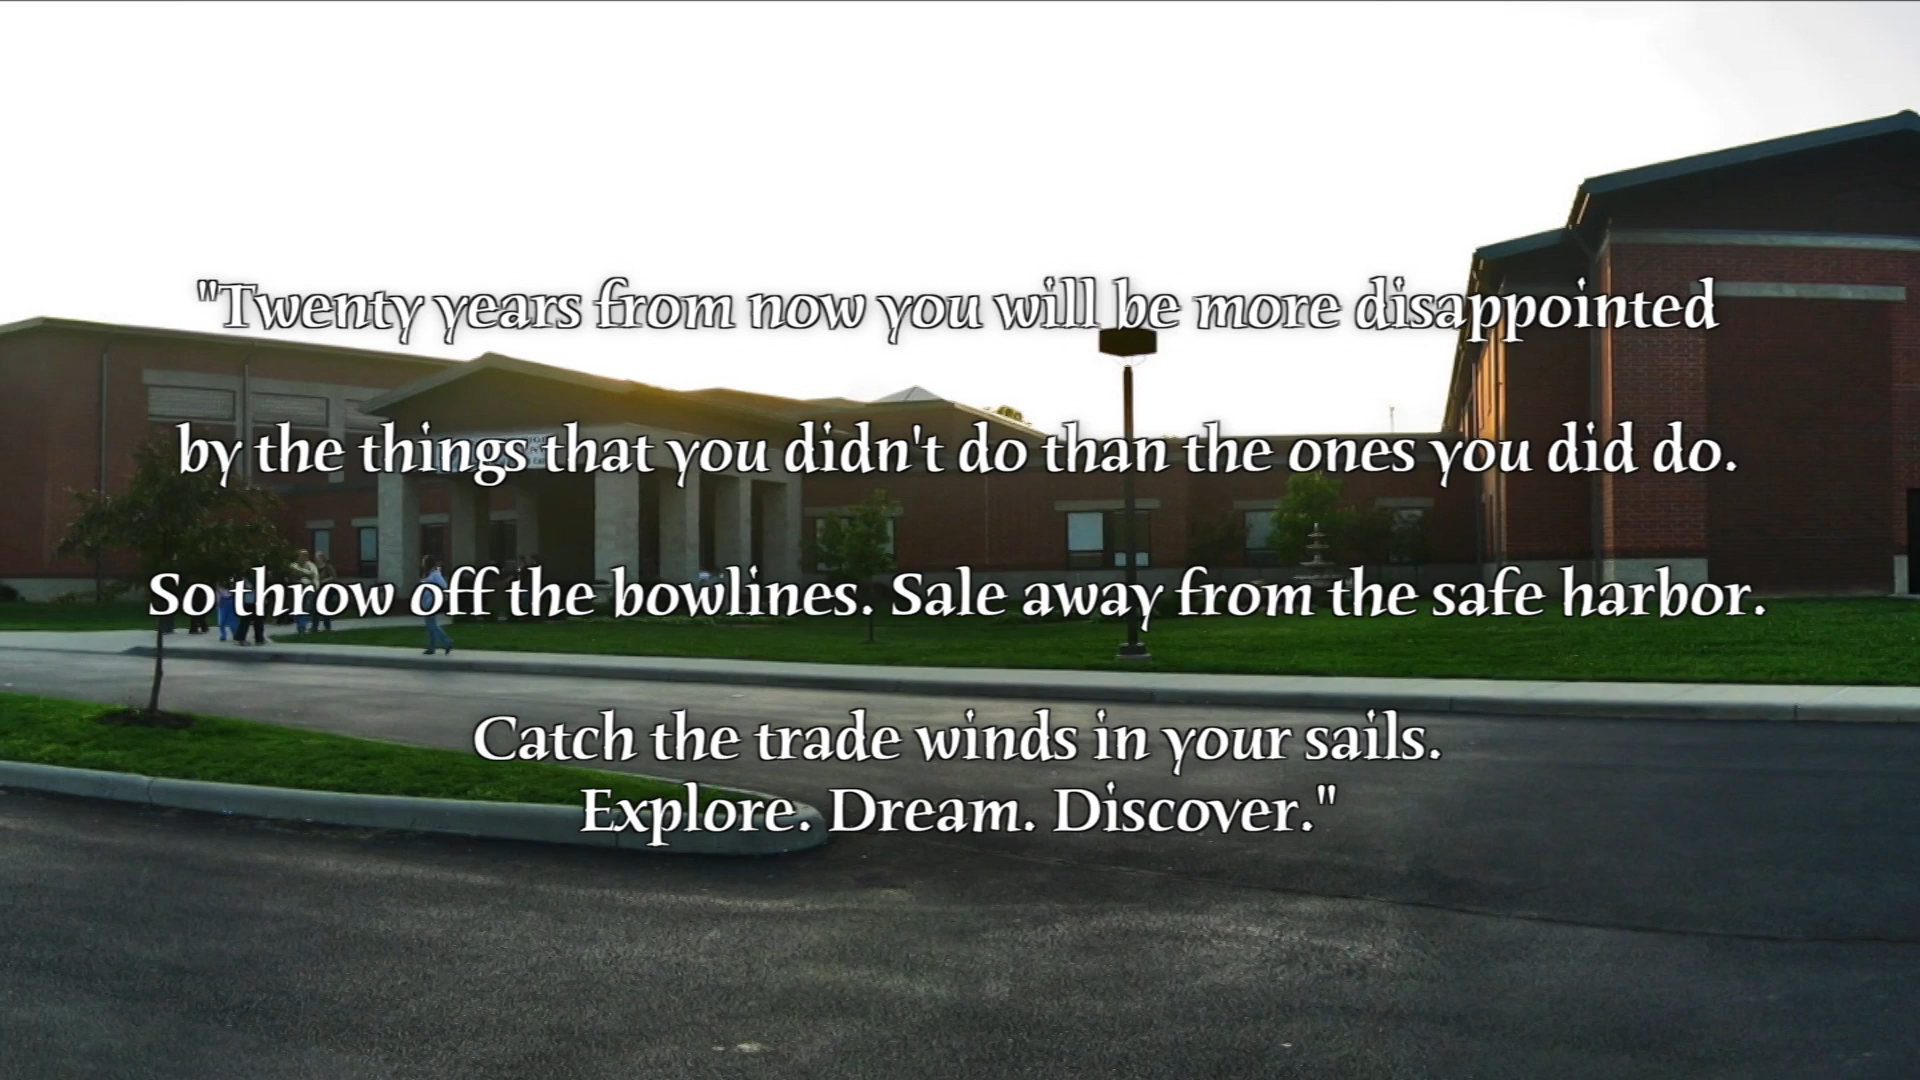 "Twenty years from now you will be more disappointed
by the things that you didn't do than the ones you did do.
So throw off the bowlines. Sale away from the safe harbor.
Catch the trade winds in your sails.
Explore. Dream. Discover."